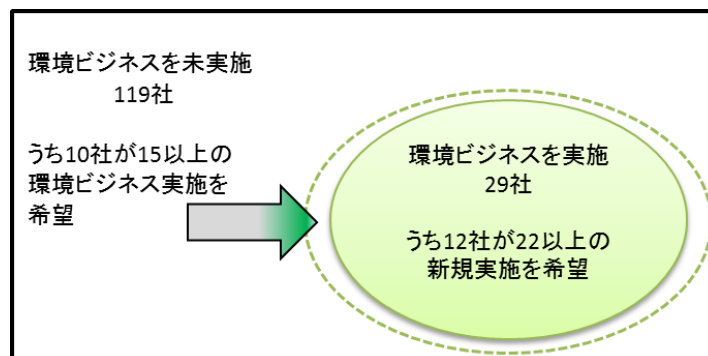 環境ビジネスを未実施
119社
うち10社が15以上の
環境ビジネス実施を
希望
環境ビジネスを実施
29社
うち12社が22以上の
新規実施を希望